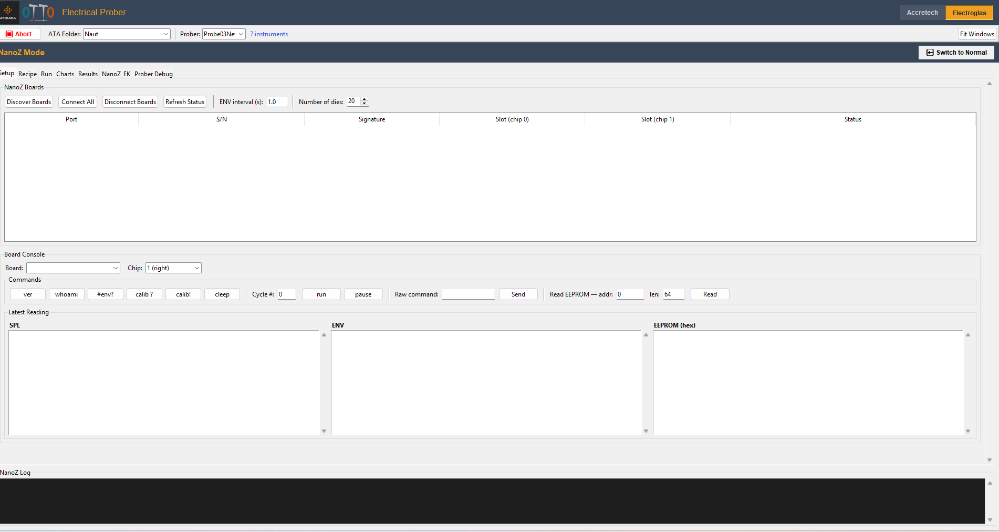 ATOMICA OTTO Electrical Prober Accretech Electroglas
Abort ATA Folder: Naut Prober: Probe03Ne 7 instruments Fit Windows
NanoZ Mode Switch to Normal
Setup Recipe Run Charts Results NanoZ_EK Prober Debug
NanoZ Boards
Discover Boards Connect All Disconnect Boards Refresh Status ENV interval (s): 1.0 Number of dies: 20
Port S/N Signature Slot (chip 0) Slot (chip 1) Status
Board Console
Board: Chip: 1 (right)
Commands
ver whoami #env? calib ? calib! cleep Cycle #: 0 run pause Raw command: Send Read EEPROM — addr: 0 len: 64 Read
Latest Reading
SPL ENV EEPROM (hex)
NanoZ Log